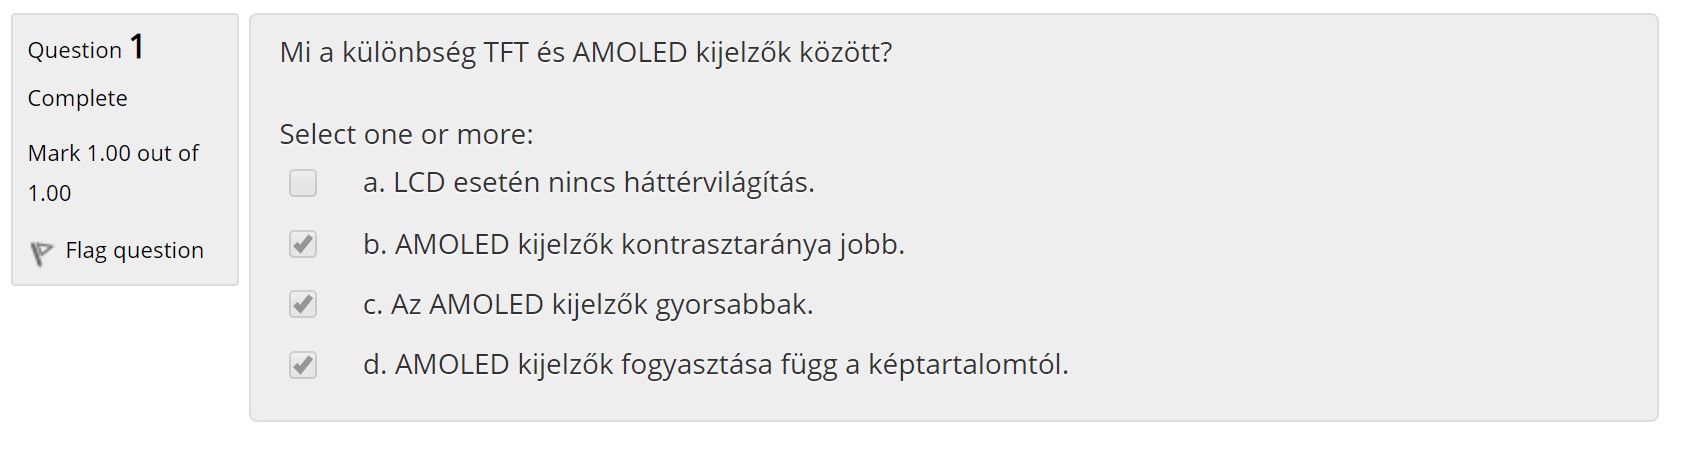 Question 1
Complete
Mark 1.00 out of
1.00
Flag question
Mi a különbség TFT és AMOLED kijelzők között?
Select one or more:
a. LCD esetén nincs háttérvilágítás.
b. AMOLED kijelzők kontrasztaránya jobb.
c. Az AMOLED kijelzők gyorsabbak.
d. AMOLED kijelzők fogyasztása függ a képtartalomtól.